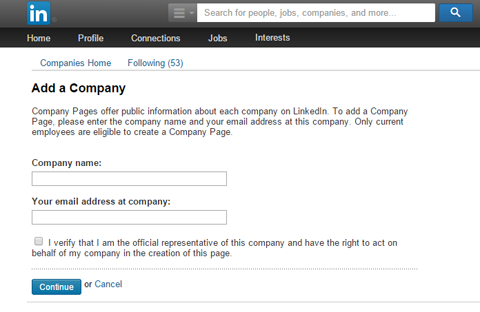 in
Search for people, jobs, companies, and more...
Home Profile Connections Jobs Interests
Companies Home Following (53)
Add a Company
Company Pages offer public information about each company on LinkedIn. To add a Company
Page, please enter the company name and your email address at this company. Only current
employees are eligible to create a Company Page.
Company name:
Your email address at company:
I verify that I am the official representative of this company and have the right to act on
behalf of my company in the creation of this page.
Continue or Cancel